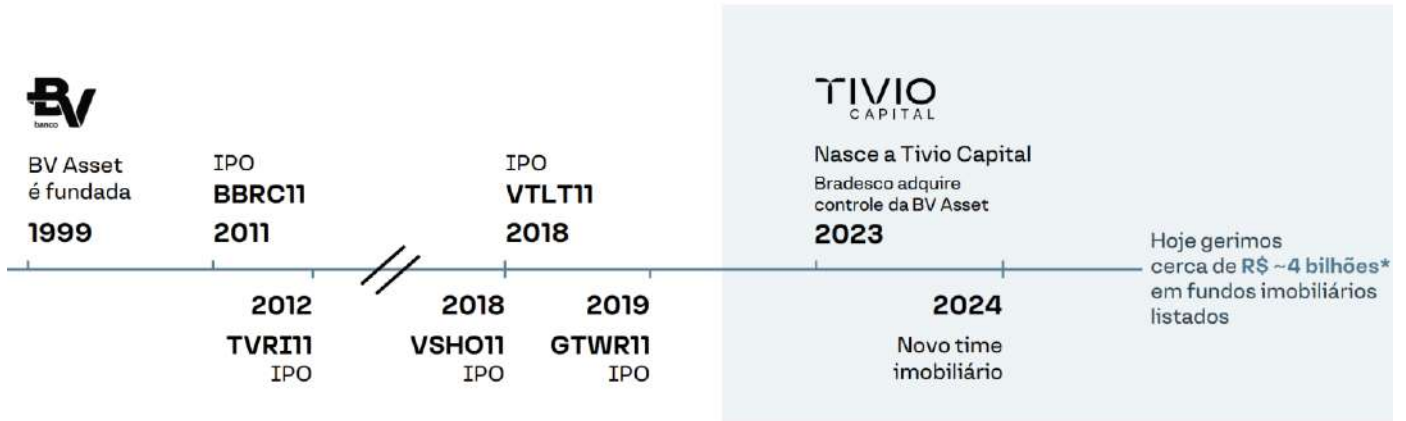 BV
banco
BV Asset
é fundada
1999
IPO
BBRC11
2011
2012
TVRI11
IPO
IPO
VTLT11
2018
2018
VSHO11
IPO
2019
GTWR11
IPO
TIVIO
CAPITAL
Nasce a Tivio Capital
Bradesco adquire
controle da BV Asset
2023
2024
Novo time
imobiliário
Hoje gerimos
cerca de R$ ~4 bilhões*
em fundos imobiliários
listados